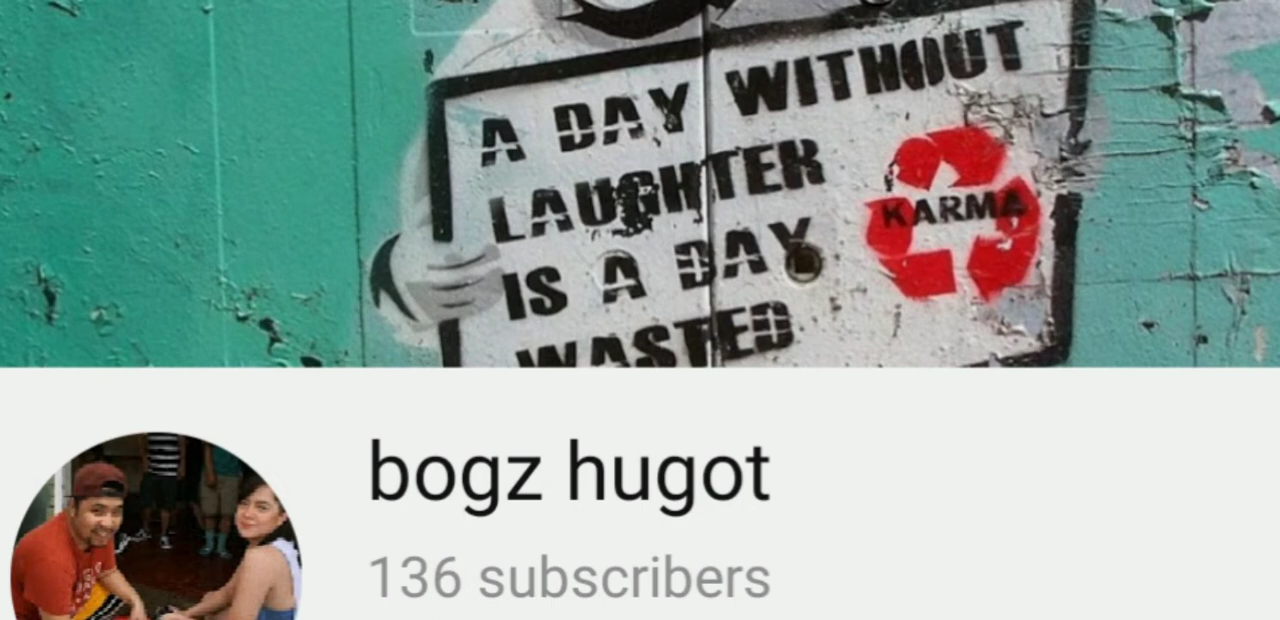 A DAY WITHOUT
LAUGHTER
IS A DAY
WASTED
KARMA
bogz hugot
136 subscribers